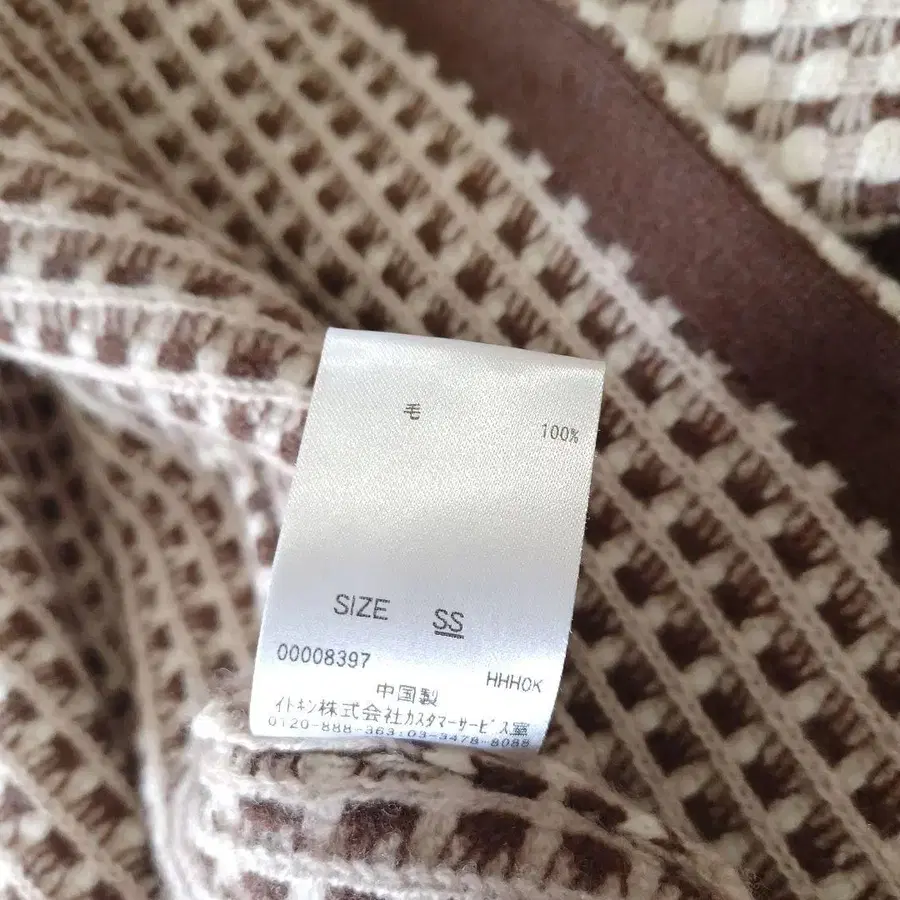 毛
100%
SIZE SS
00008397
HHHOK
中国製
イトキン株式会社カスタマーサービス室
0120-888-363:03-3478-8088